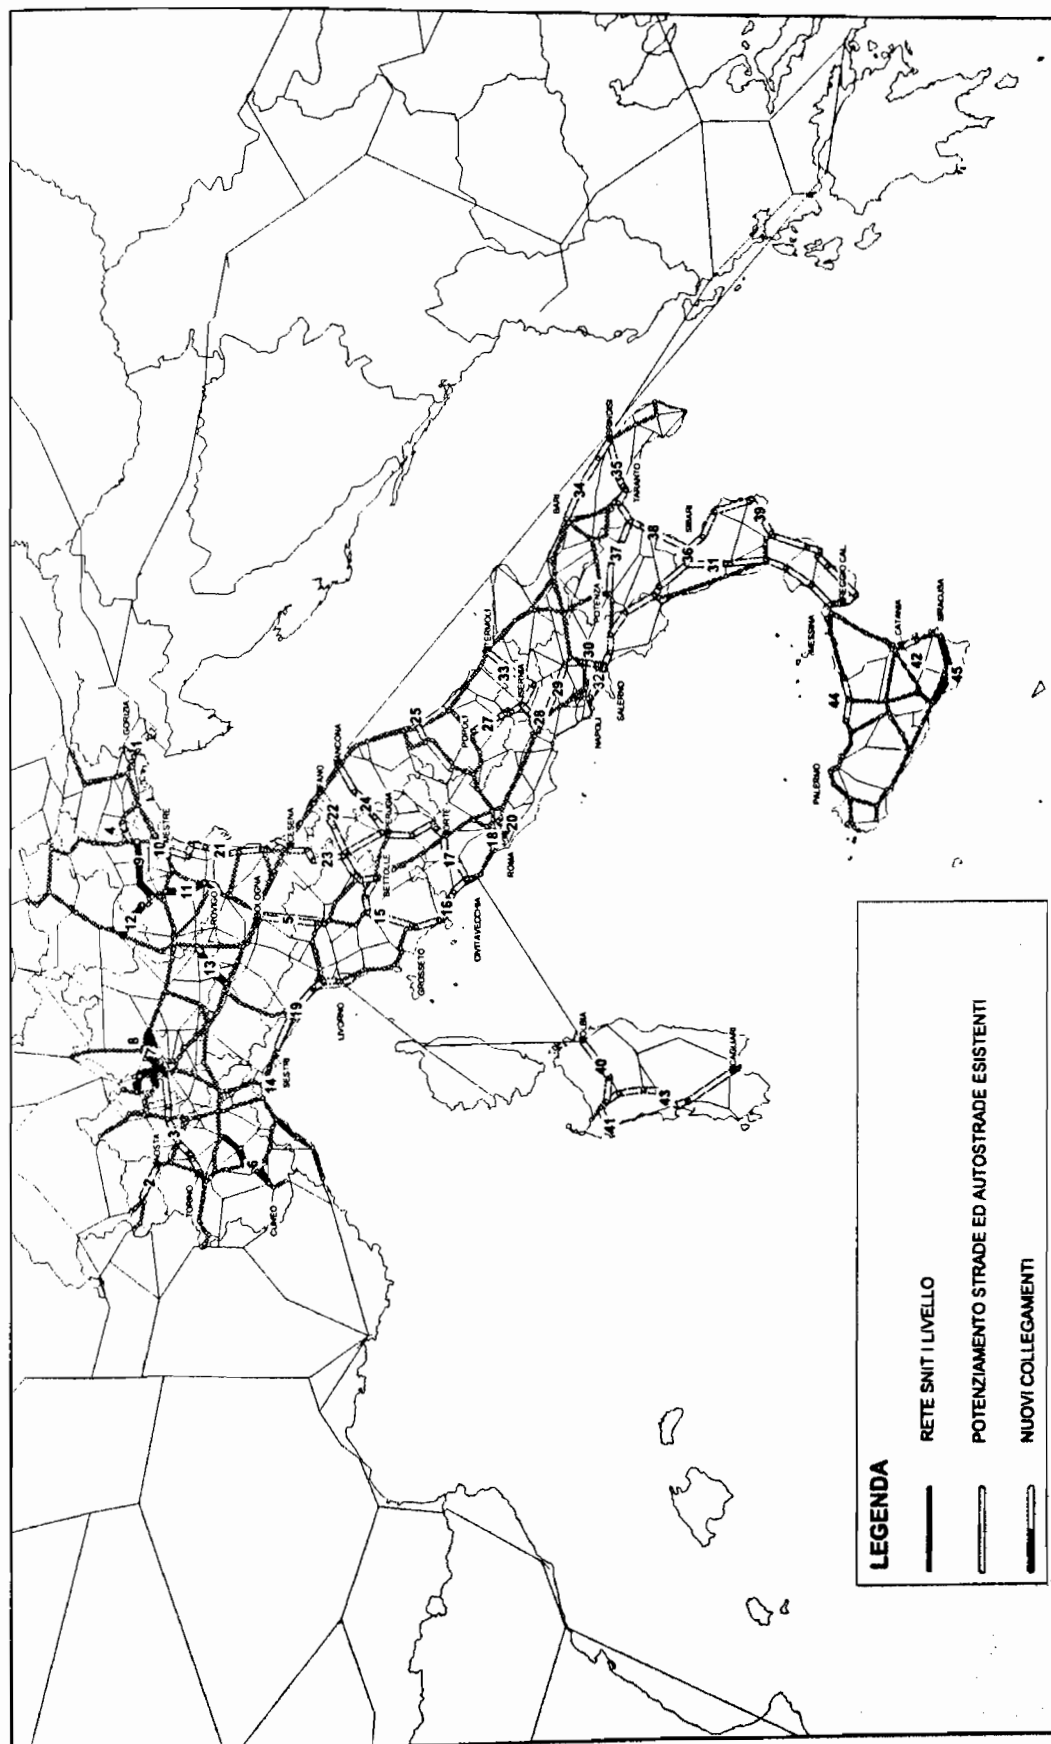 GORIZIA
1
4
9
10
MESTRE
12
11
ROVIGO
21
13
8
7
2
AOSTA
3
TORINO
6
CUNEO
14
SESTRI
19
BOLOGNA
5
CESENA
FANO
ANCONA
22
23
24
PERUGIA
BETTOLLE
15
LIVORNO
GROSSETO
16
CIVITAVECCHIA
ORTE
17
18
20
ROMA
25
POPOLI
27
TERMOLI
33
ISERNIA
28
29
30
32
NAPOLI
SALERNO
POTENZA
BARI
34
BRINDISI
35
TARANTO
37
38
SIBARI
36
31
39
REGGIO CAL.
MESSINA
CATANIA
42
SIRACUSA
45
44
PALERMO
OLBIA
40
41
43
CAGLIARI
LEGENDA
RETE SNIT I LIVELLO
POTENZIAMENTO STRADE ED AUTOSTRADE ESISTENTI
NUOVI COLLEGAMENTI